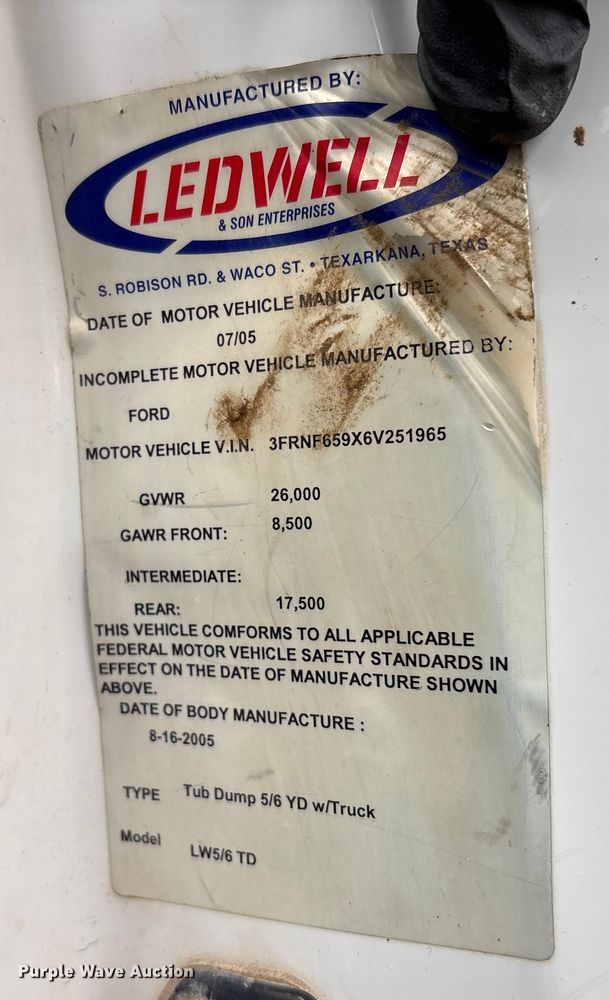 MANUFACTURED BY:
LEDWELL
& SON ENTERPRISES
S. ROBISON RD. & WACO ST. • TEXARKANA, TEXAS
DATE OF MOTOR VEHICLE MANUFACTURE:
07/05
INCOMPLETE MOTOR VEHICLE MANUFACTURED BY:
FORD
MOTOR VEHICLE V.I.N. 3FRNF659X6V251965
GVWR 26,000
GAWR FRONT: 8,500
INTERMEDIATE:
REAR: 17,500
THIS VEHICLE COMFORMS TO ALL APPLICABLE
FEDERAL MOTOR VEHICLE SAFETY STANDARDS IN
EFFECT ON THE DATE OF MANUFACTURE SHOWN
ABOVE.
DATE OF BODY MANUFACTURE :
8-16-2005
TYPE Tub Dump 5/6 YD w/Truck
Model LW5/6 TD
Purple Wave Auction